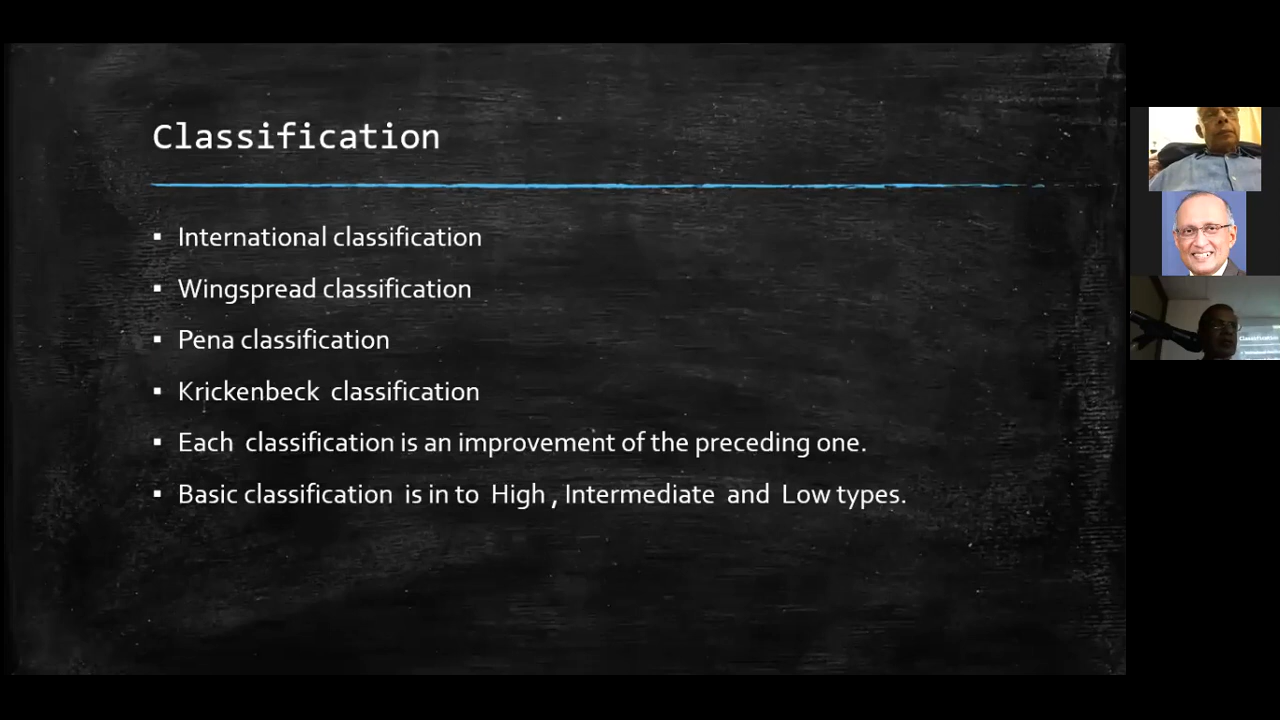 Classification
▪ International classification
▪ Wingspread classification
▪ Pena classification
▪ Krickenbeck classification
▪ Each classification is an improvement of the preceding one.
▪ Basic classification is in to High , Intermediate and Low types.
Classification